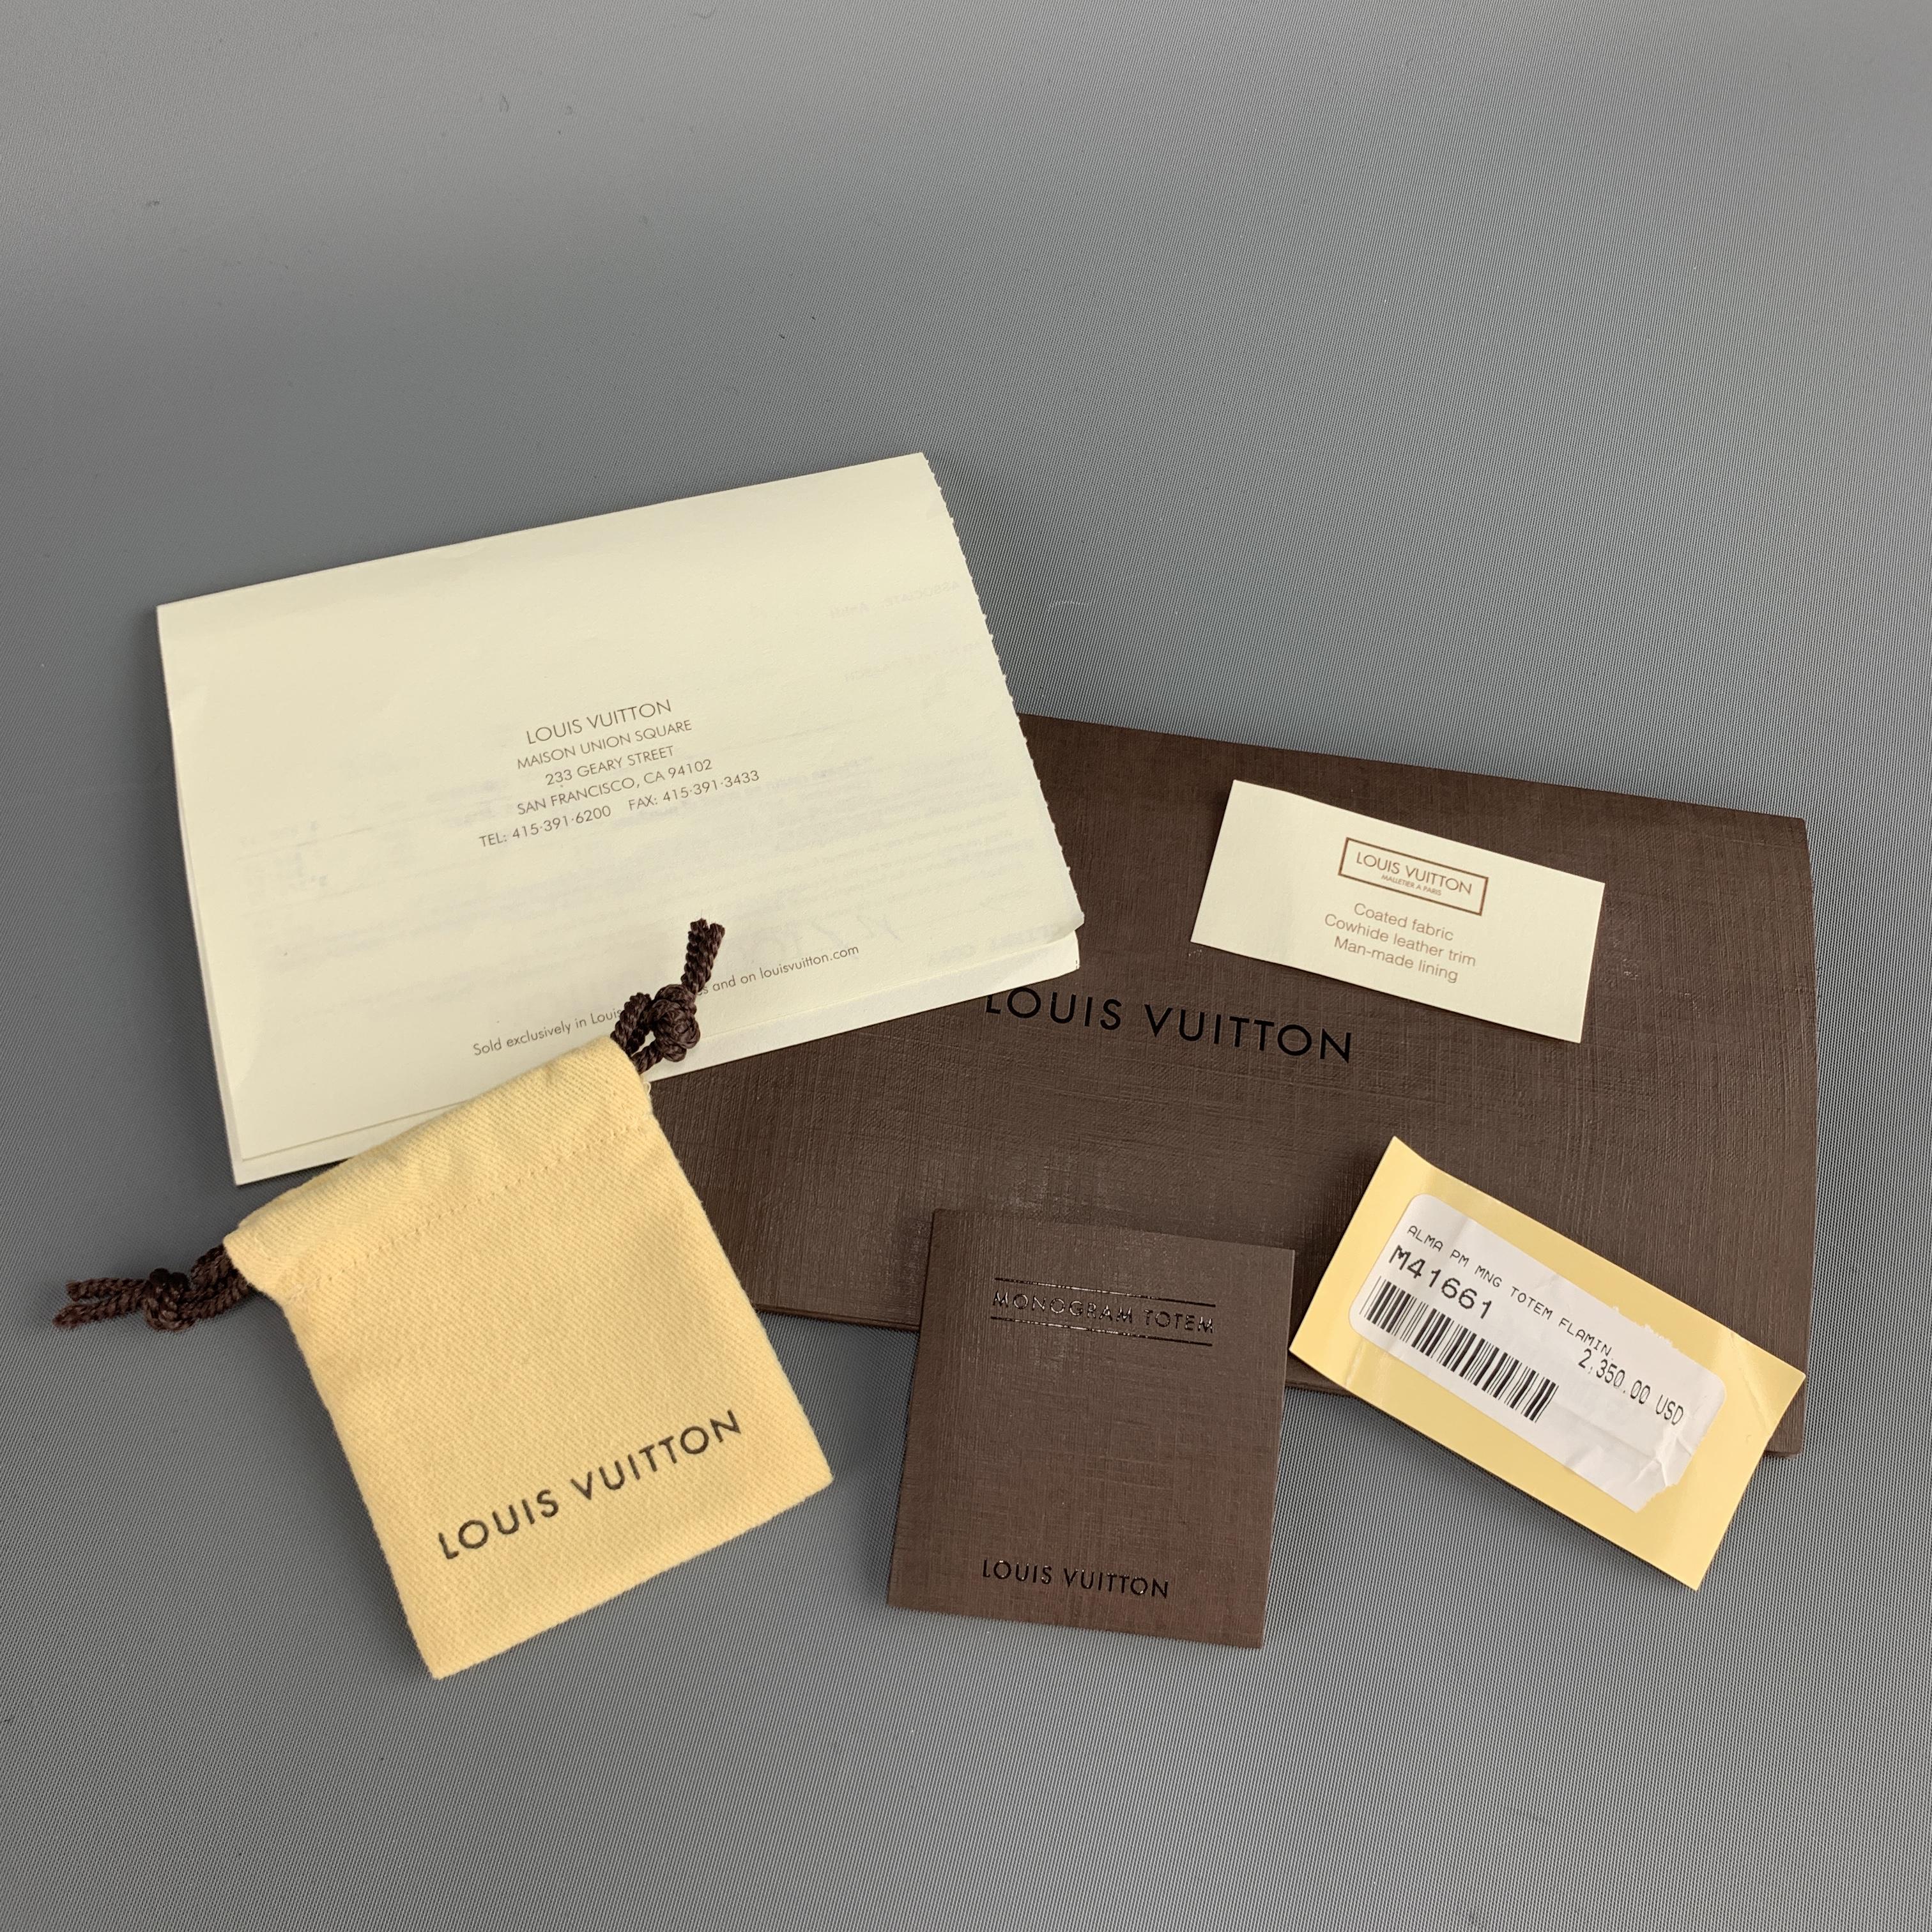 LOUIS VUITTON
MAISON UNION SQUARE
233 GEARY STREET
SAN FRANCISCO, CA 94102
TEL: 415·391·6200 FAX: 415·391·3433
Sold exclusively in Louis and on louisvuitton.com
LOUIS VUITTON
MALLETIER A PARIS
Coated fabric
Cowhide leather trim
Man-made lining
LOUIS VUITTON
ALMA PM MNG TOTEM FLAMIN
M41661
2,350.00 USD
MONOGRAM TOTEM
LOUIS VUITTON
LOUIS VUITTON